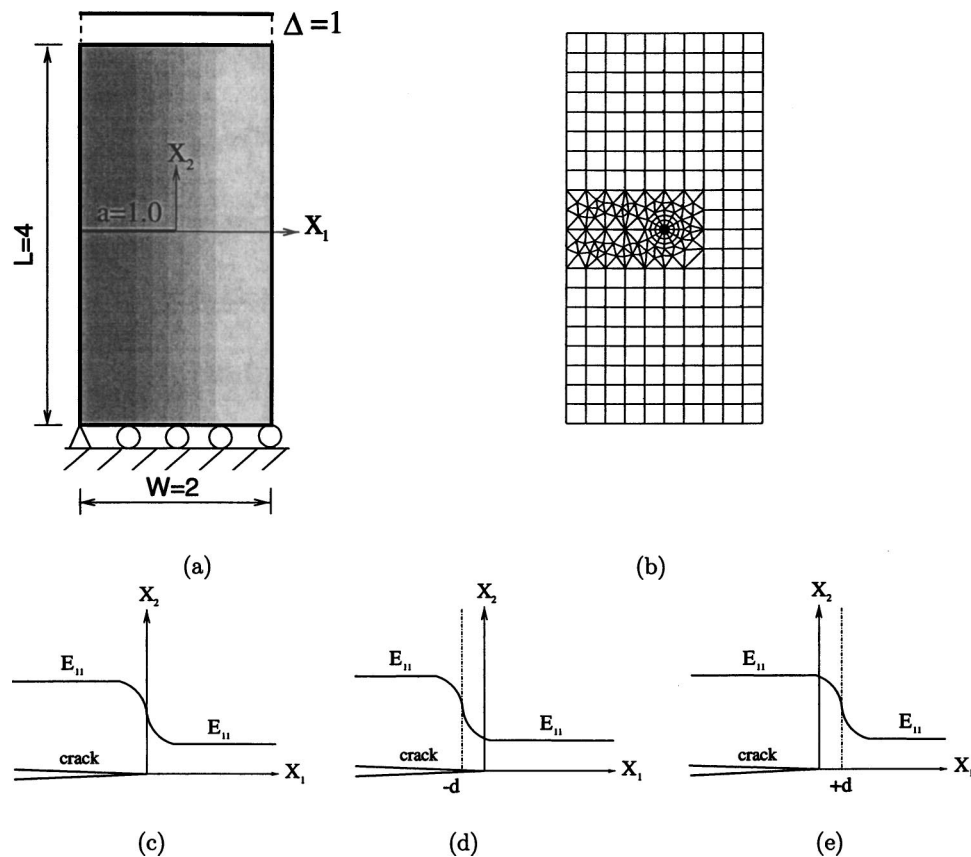 Δ=1
X₂
a=1.0
X₁
L=4
W=2
(a)
(b)
X₂
E₁₁
E₁₁
crack
X₁
(c)
X₂
E₁₁
E₁₁
crack
-d
X₁
(d)
X₂
E₁₁
E₁₁
crack
+d
X₁
(e)